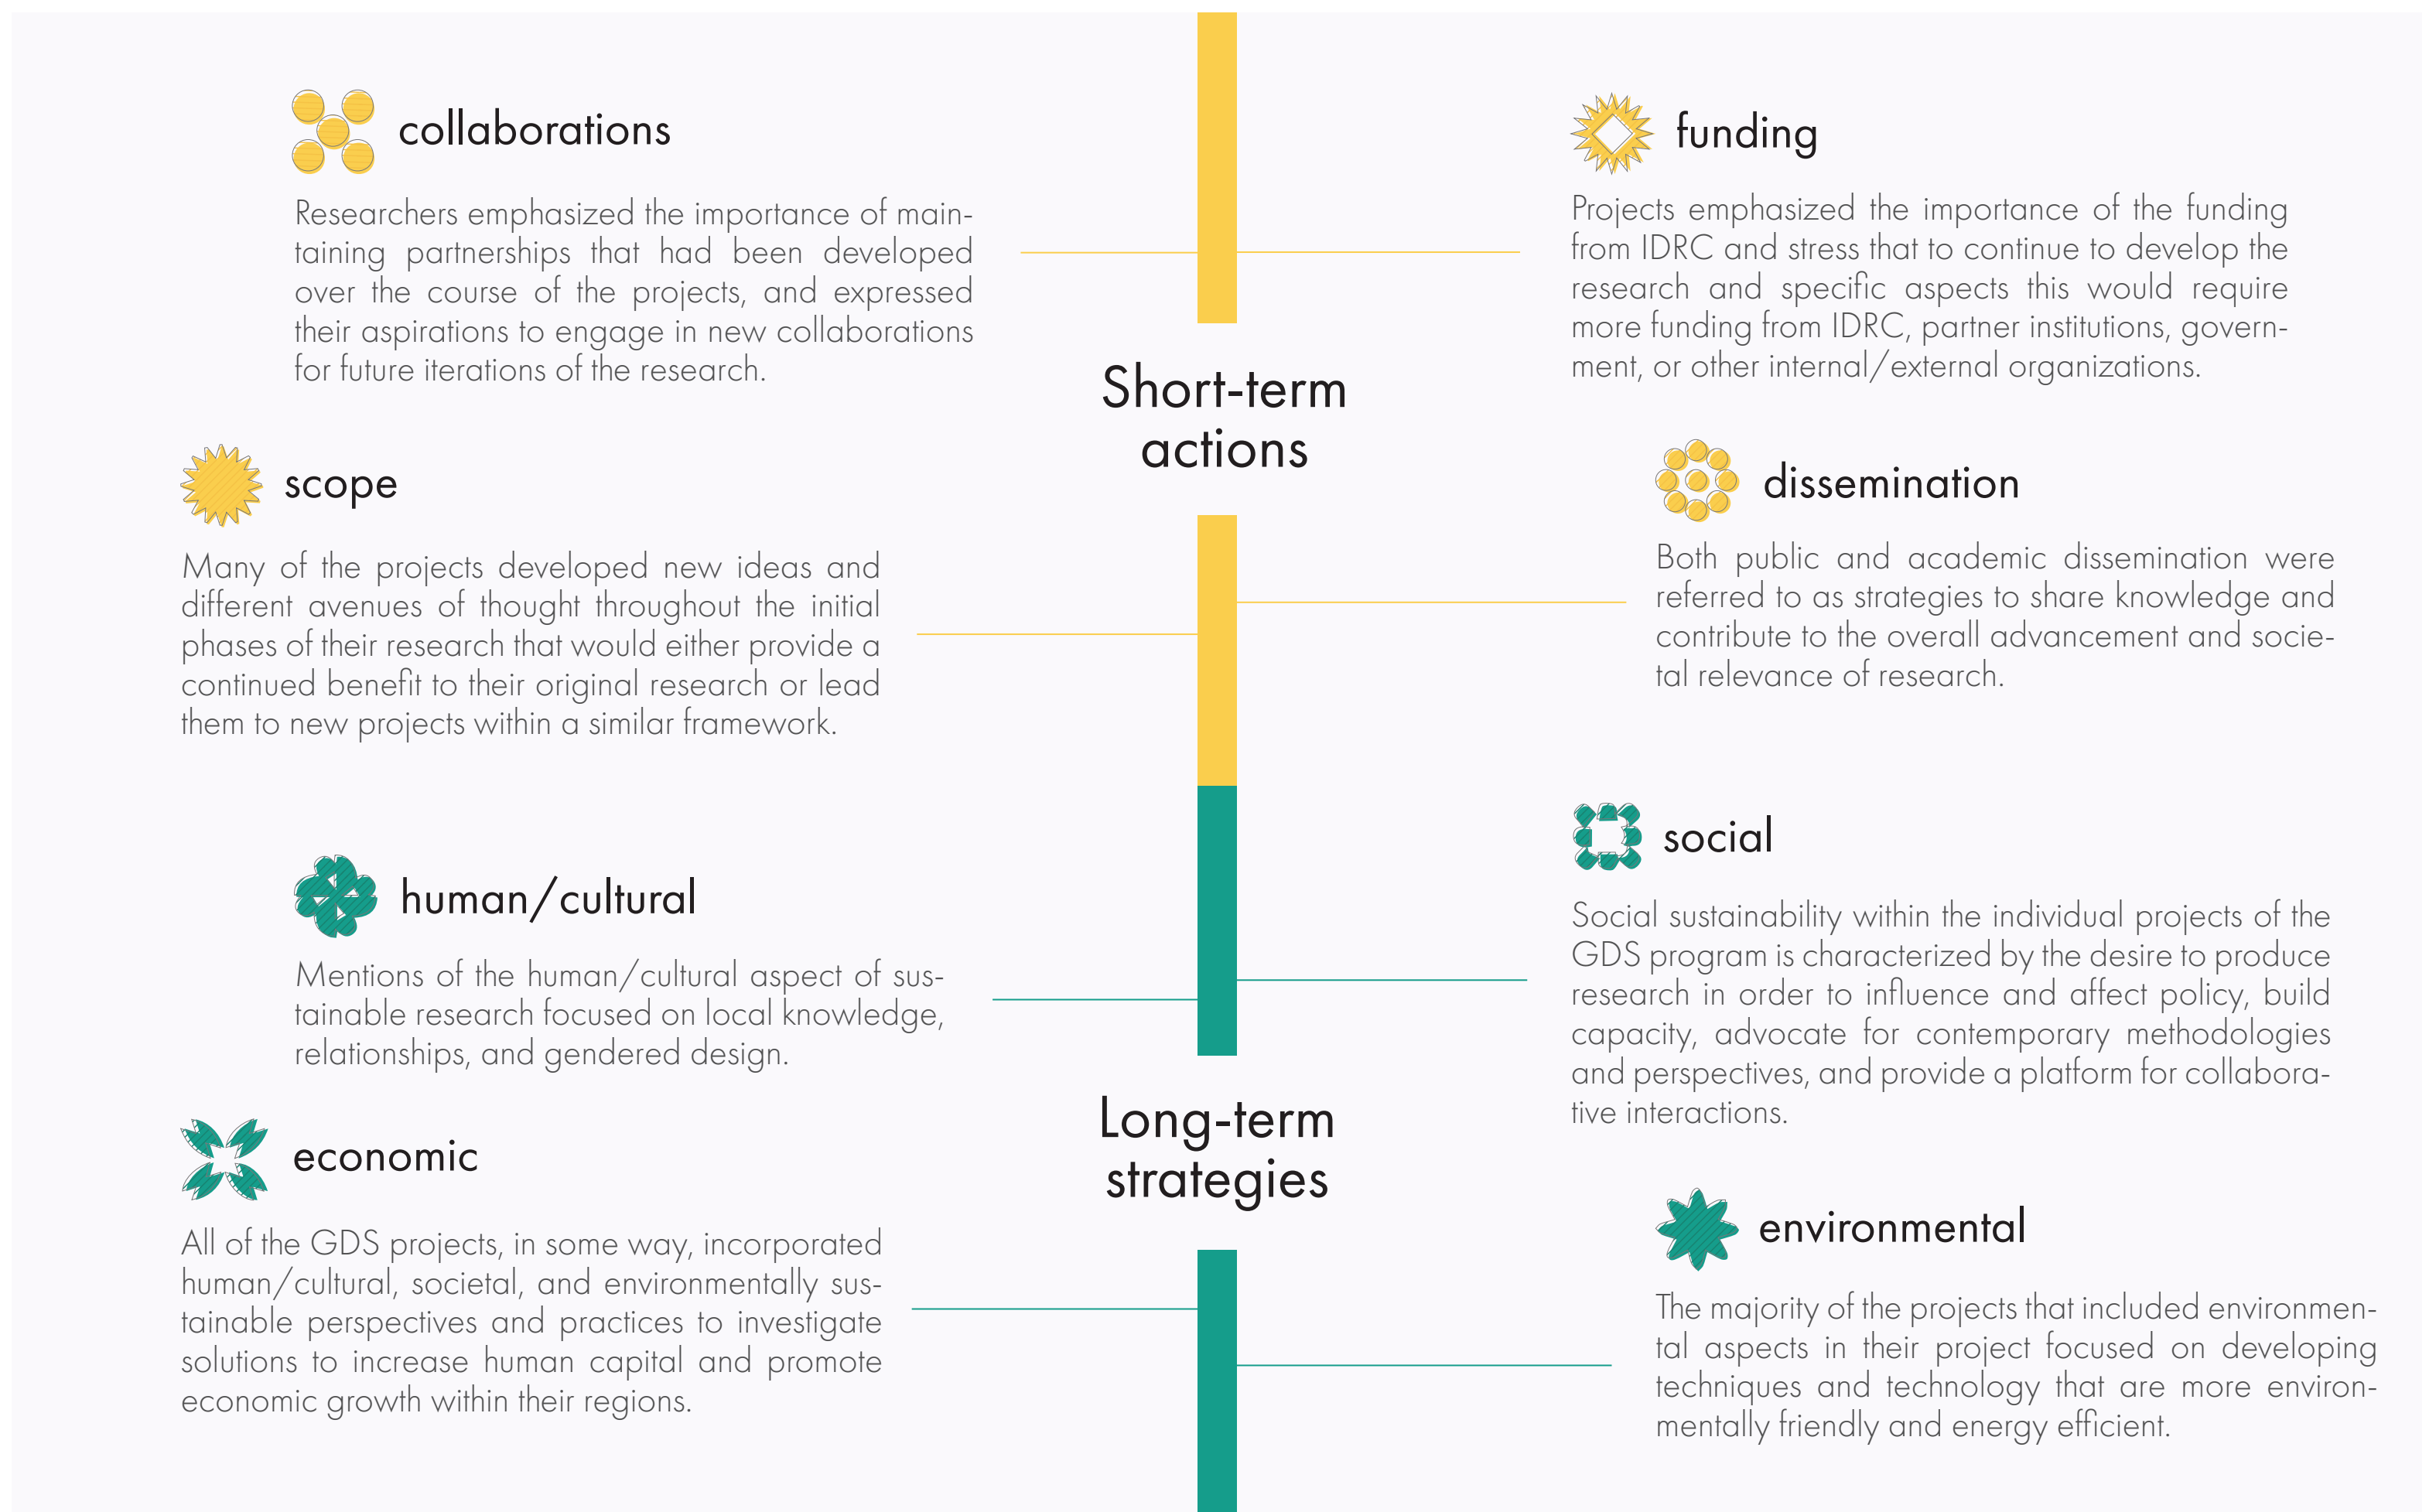 collaborations
Researchers emphasized the importance of main-
taining partnerships that had been developed
over the course of the projects, and expressed
their aspirations to engage in new collaborations
for future iterations of the research.
funding
Projects emphasized the importance of the funding
from IDRC and stress that to continue to develop the
research and specific aspects this would require
more funding from IDRC, partner institutions, govern-
ment, or other internal/external organizations.
Short-term
actions
scope
Many of the projects developed new ideas and
different avenues of thought throughout the initial
phases of their research that would either provide a
continued benefit to their original research or lead
them to new projects within a similar framework.
dissemination
Both public and academic dissemination were
referred to as strategies to share knowledge and
contribute to the overall advancement and socie-
tal relevance of research.
human/cultural
Mentions of the human/cultural aspect of sus-
tainable research focused on local knowledge,
relationships, and gendered design.
social
Social sustainability within the individual projects of the
GDS program is characterized by the desire to produce
research in order to influence and affect policy, build
capacity, advocate for contemporary methodologies
and perspectives, and provide a platform for collabora-
tive interactions.
Long-term
strategies
economic
All of the GDS projects, in some way, incorporated
human/cultural, societal, and environmentally sus-
tainable perspectives and practices to investigate
solutions to increase human capital and promote
economic growth within their regions.
environmental
The majority of the projects that included environmen-
tal aspects in their project focused on developing
techniques and technology that are more environ-
mentally friendly and energy efficient.